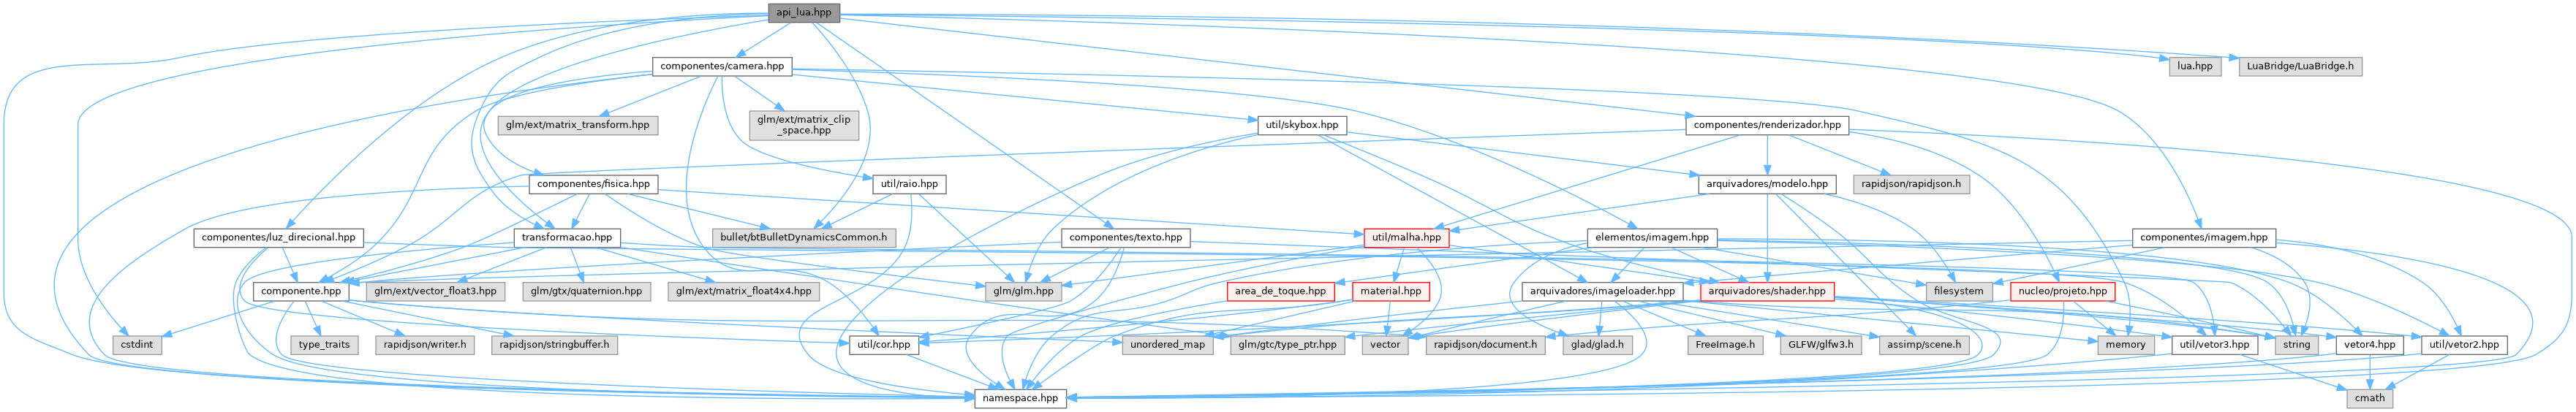 api_lua.hpp
componentes/camera.hpp
lua.hpp
LuaBridge/LuaBridge.h
glm/ext/matrix_transform.hpp
glm/ext/matrix_clip
_space.hpp
util/skybox.hpp
componentes/renderizador.hpp
componentes/fisica.hpp
util/raio.hpp
arquivadores/modelo.hpp
rapidjson/rapidjson.h
componentes/luz_direcional.hpp
transformacao.hpp
bullet/btBulletDynamicsCommon.h
componentes/texto.hpp
util/malha.hpp
elementos/imagem.hpp
componentes/imagem.hpp
componente.hpp
glm/ext/vector_float3.hpp
glm/gtx/quaternion.hpp
glm/ext/matrix_float4x4.hpp
glm/glm.hpp
area_de_toque.hpp
material.hpp
arquivadores/imageloader.hpp
arquivadores/shader.hpp
filesystem
nucleo/projeto.hpp
cstdint
type_traits
rapidjson/writer.h
rapidjson/stringbuffer.h
util/cor.hpp
unordered_map
glm/gtc/type_ptr.hpp
vector
rapidjson/document.h
glad/glad.h
FreeImage.h
GLFW/glfw3.h
assimp/scene.h
memory
util/vetor3.hpp
string
vetor4.hpp
util/vetor2.hpp
namespace.hpp
cmath